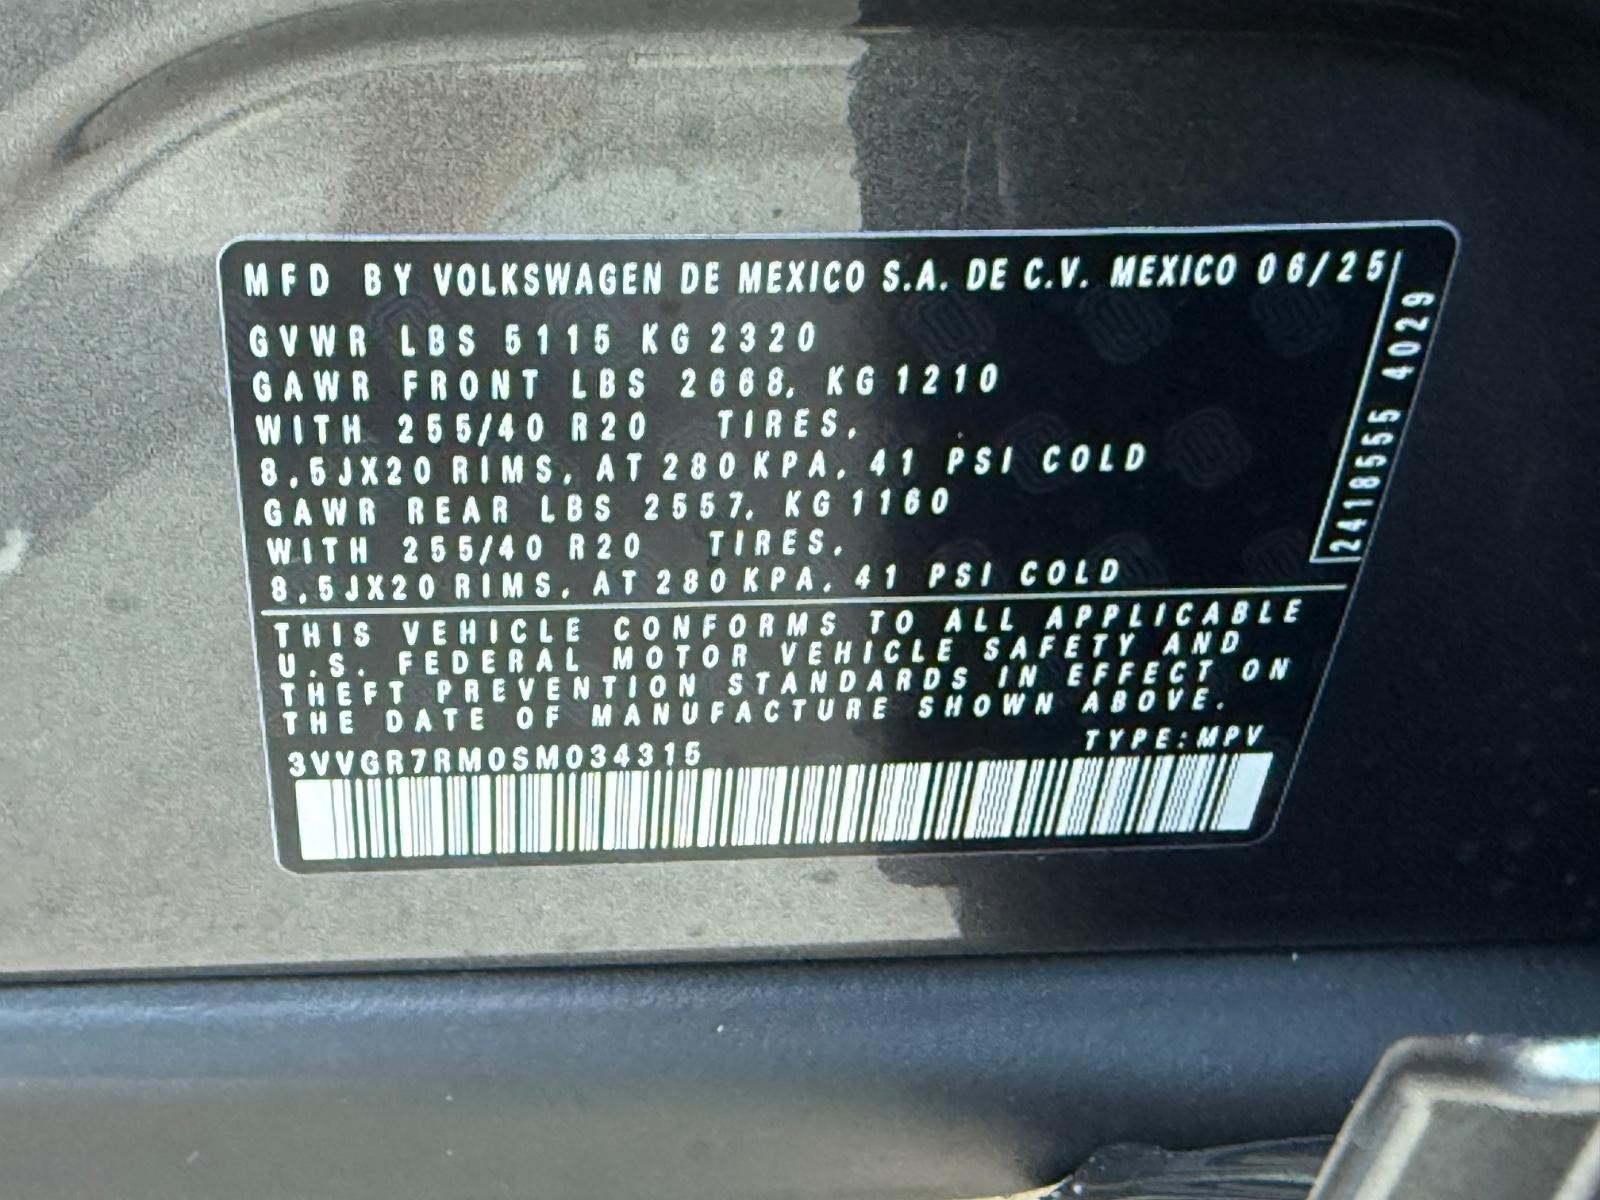 MFD BY VOLKSWAGEN DE MEXICO S.A. DE C.V. MEXICO 06/25
GVWR LBS 5115 KG 2320
GAWR FRONT LBS 2668, KG 1210
WITH 255/40 R20 TIRES,
8,5JX20 RIMS, AT 280 KPA, 41 PSI COLD
GAWR REAR LBS 2557, KG 1160
WITH 255/40 R20 TIRES,
8,5JX20 RIMS, AT 280 KPA, 41 PSI COLD
2418555 4029
THIS VEHICLE CONFORMS TO ALL APPLICABLE
U.S. FEDERAL MOTOR VEHICLE SAFETY AND
THEFT PREVENTION STANDARDS IN EFFECT ON
THE DATE OF MANUFACTURE SHOWN ABOVE.
TYPE:MPV
3VVGR7RM0SM034315